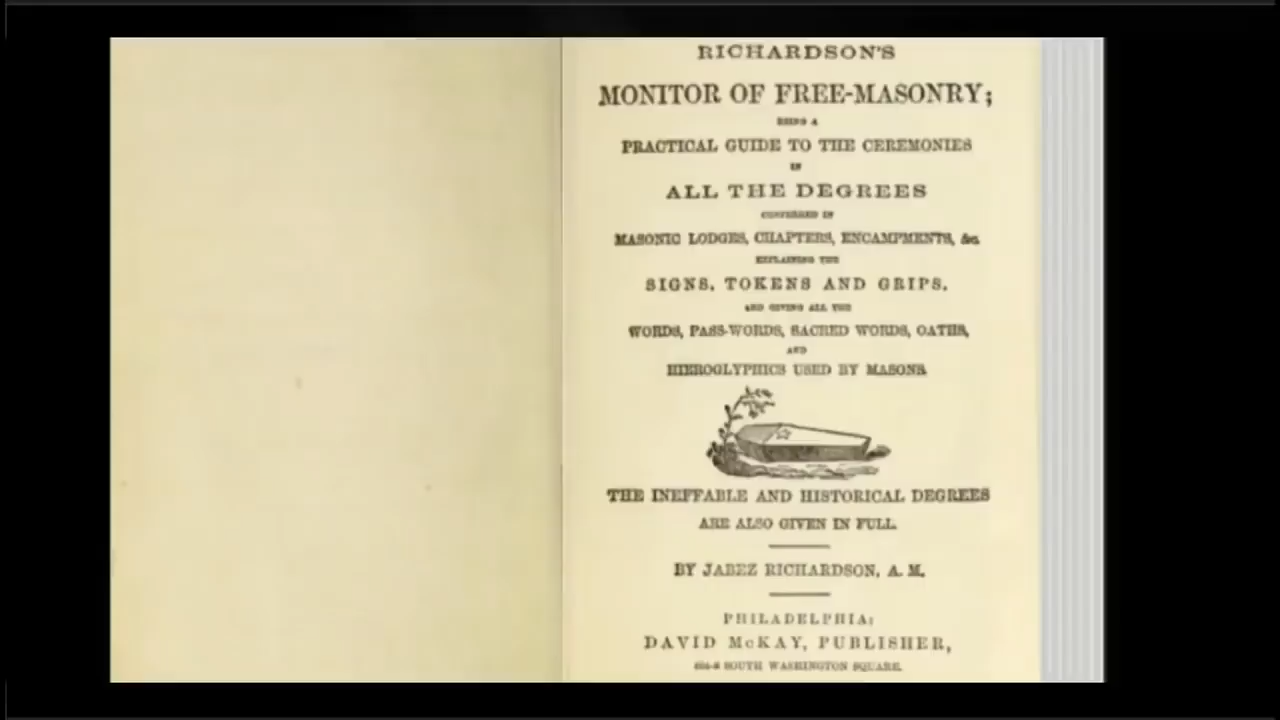 RICHARDSON'S
MONITOR OF FREE-MASONRY;
BEING A
PRACTICAL GUIDE TO THE CEREMONIES
IN
ALL THE DEGREES
CONFERRED IN
MASONIC LODGES, CHAPTERS, ENCAMPMENTS, &c.
EXPLAINING THE
SIGNS, TOKENS AND GRIPS,
AND GIVING ALL THE
WORDS, PASS-WORDS, SACRED WORDS, OATHS,
AND
HIEROGLYPHICS USED BY MASONS.
THE INEFFABLE AND HISTORICAL DEGREES
ARE ALSO GIVEN IN FULL.
BY JABEZ RICHARDSON, A. M.
PHILADELPHIA:
DAVID McKAY, PUBLISHER,
SOUTH WASHINGTON SQUARE.